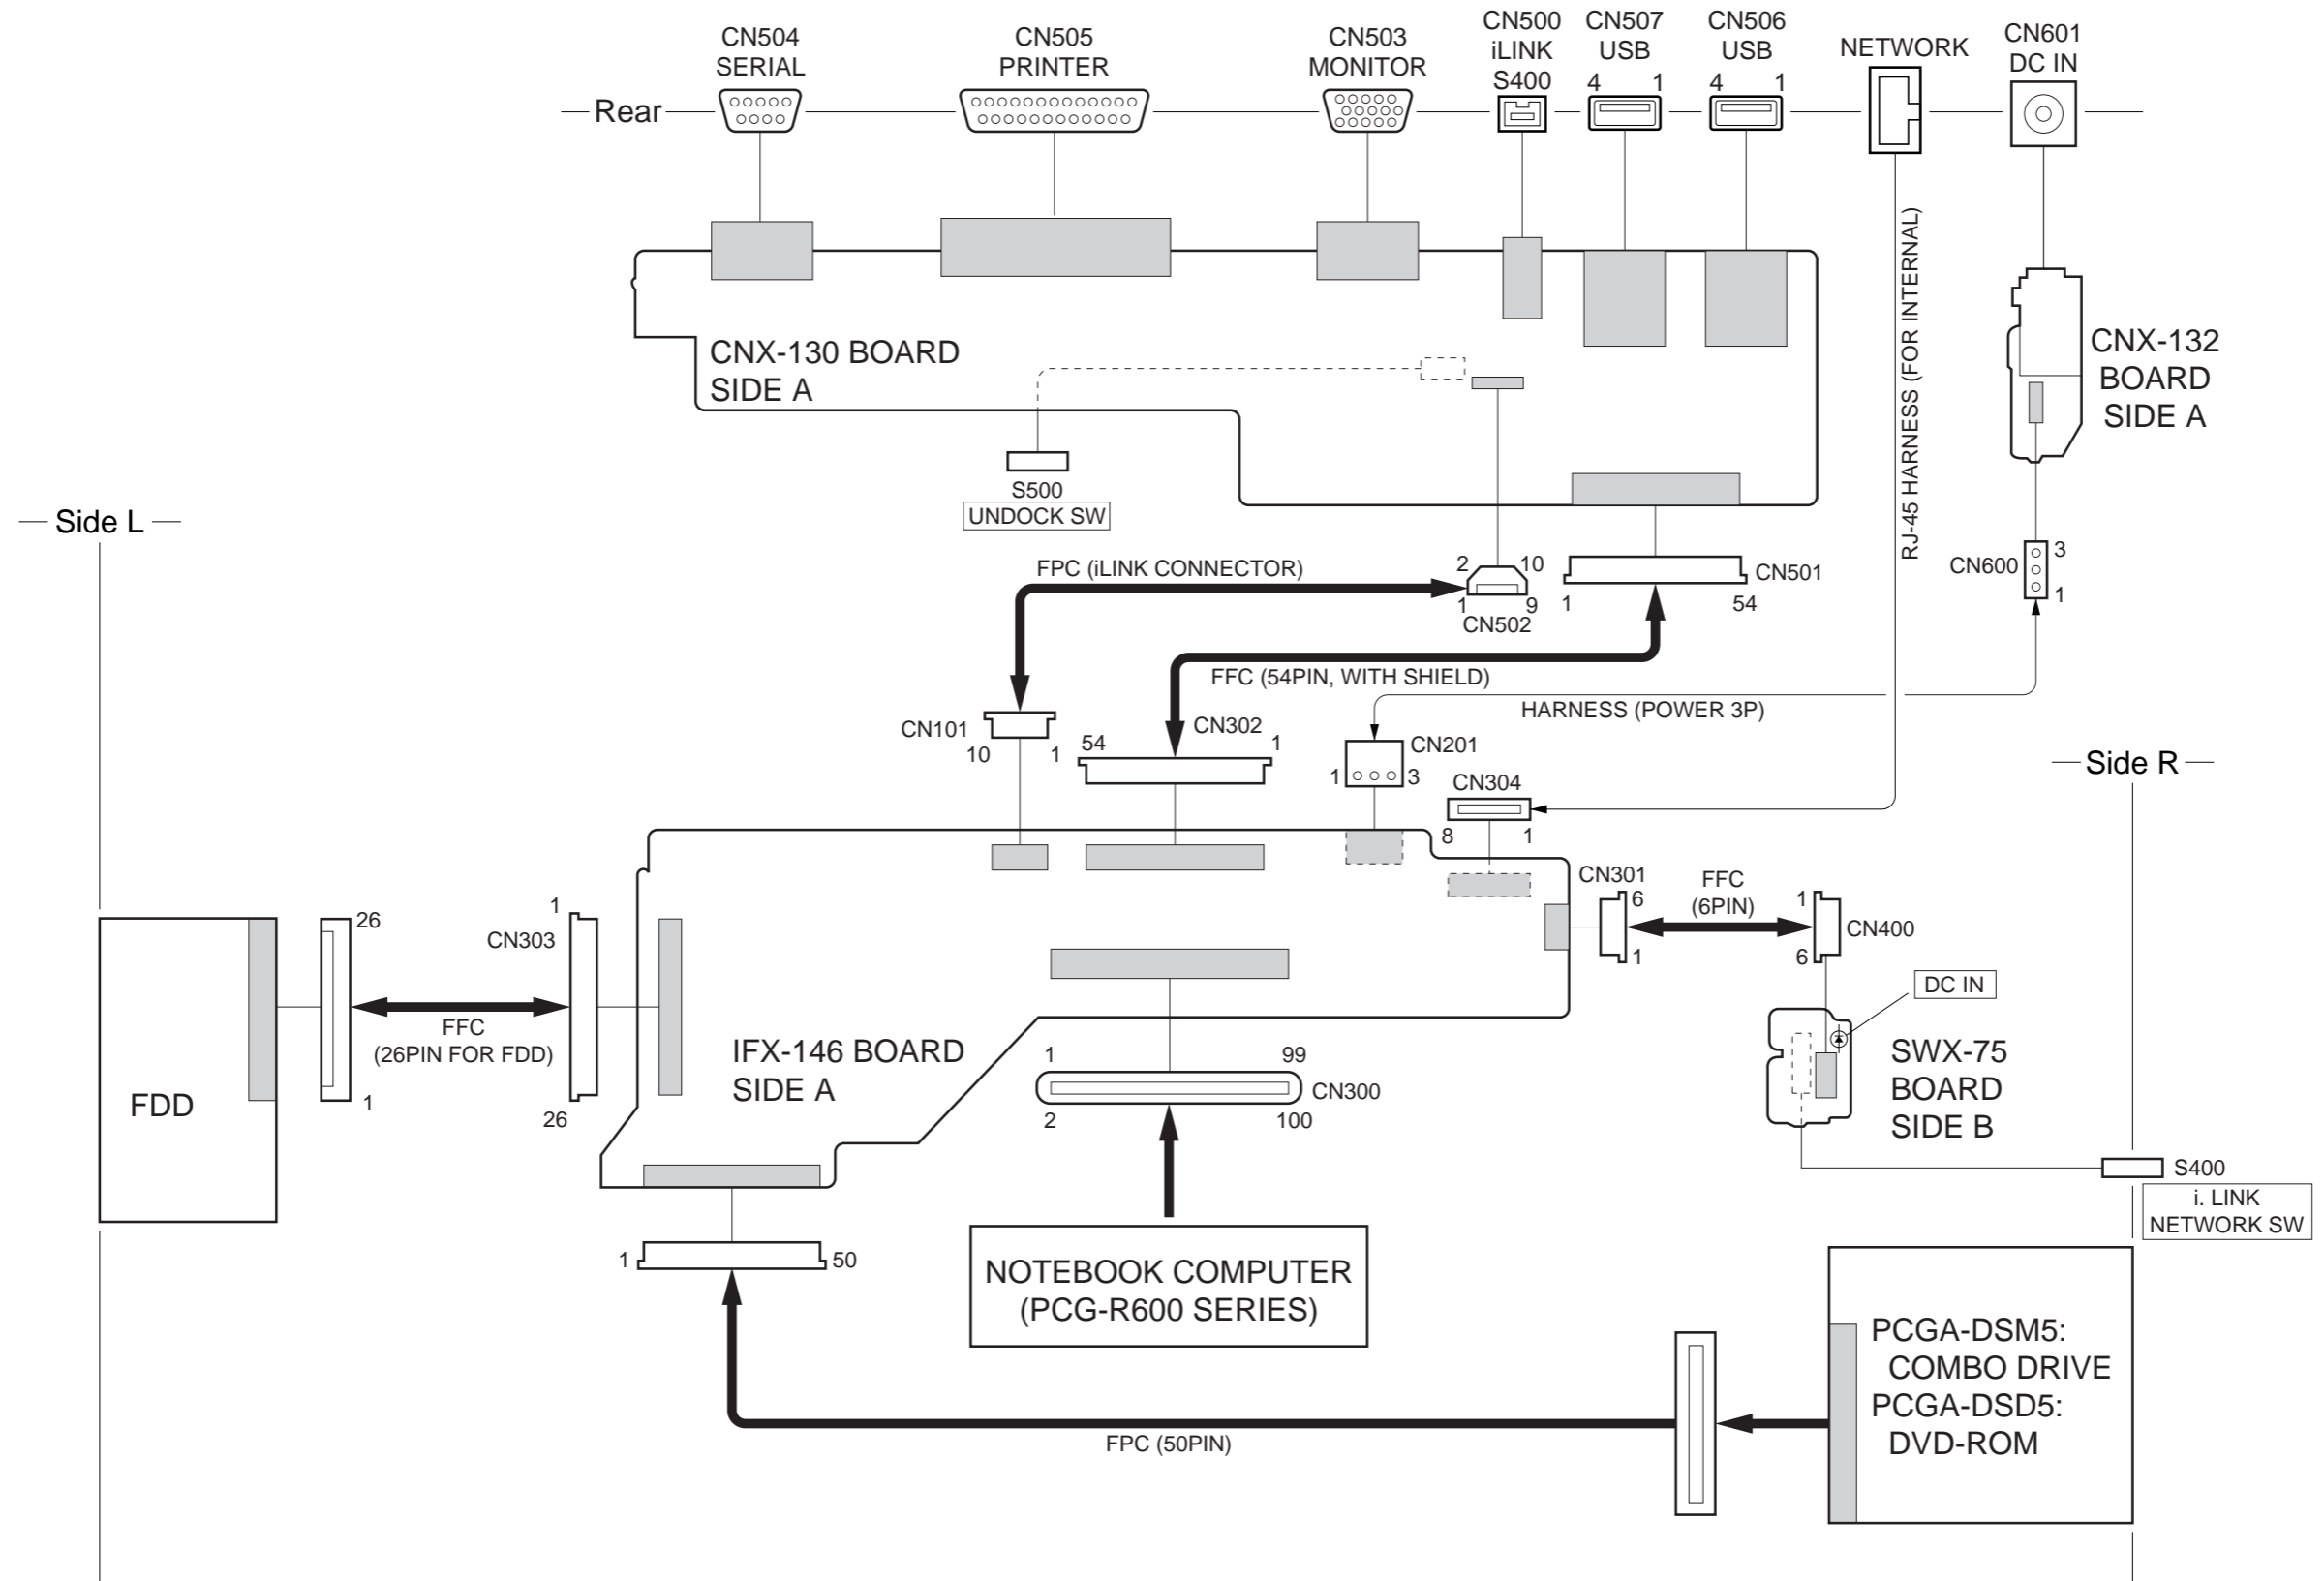 CN504
SERIAL
CN505
PRINTER
CN503
MONITOR
CN500
iLINK
S400
CN507
USB
4 1
CN506
USB
4 1
NETWORK
CN601
DC IN
Rear
RJ-45 HARNESS (FOR INTERNAL)
CNX-130 BOARD
SIDE A
CNX-132
BOARD
SIDE A
S500
UNDOCK SW
Side L
FPC (iLINK CONNECTOR)
2 10
1 9
CN502
CN501
1 54
CN600
3
1
FFC (54PIN, WITH SHIELD)
HARNESS (POWER 3P)
CN101
10 1
CN302
54 1
CN201
1 3
CN304
8 1
Side R
CN301
6
1
FFC
(6PIN)
1
CN400
6
DC IN
26
1
1
CN303
26
FFC
(26PIN FOR FDD)
FDD
IFX-146 BOARD
SIDE A
1 99
CN300
2 100
SWX-75
BOARD
SIDE B
S400
i. LINK
NETWORK SW
1 50
NOTEBOOK COMPUTER
(PCG-R600 SERIES)
PCGA-DSM5:
COMBO DRIVE
PCGA-DSD5:
DVD-ROM
FPC (50PIN)